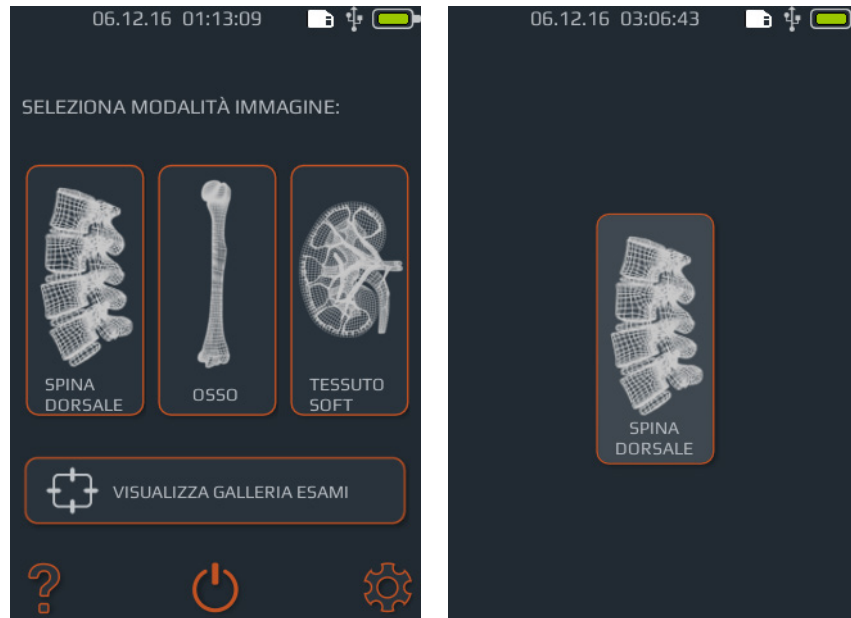 06.12.16 01:13:09
SELEZIONA MODALITÀ IMMAGINE:
SPINA
DORSALE
OSSO
TESSUTO
SOFT
VISUALIZZA GALLERIA ESAMI
?
06.12.16 03:06:43
SPINA
DORSALE